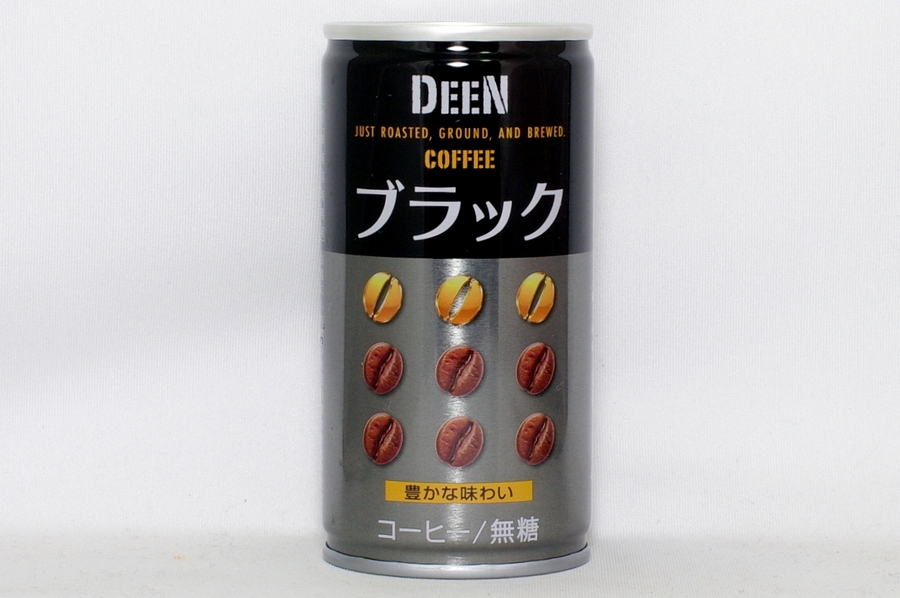 DEEN
JUST ROASTED, GROUND, AND BREWED.
COFFEE
ブラック
豊かな味わい
コーヒー/無糖